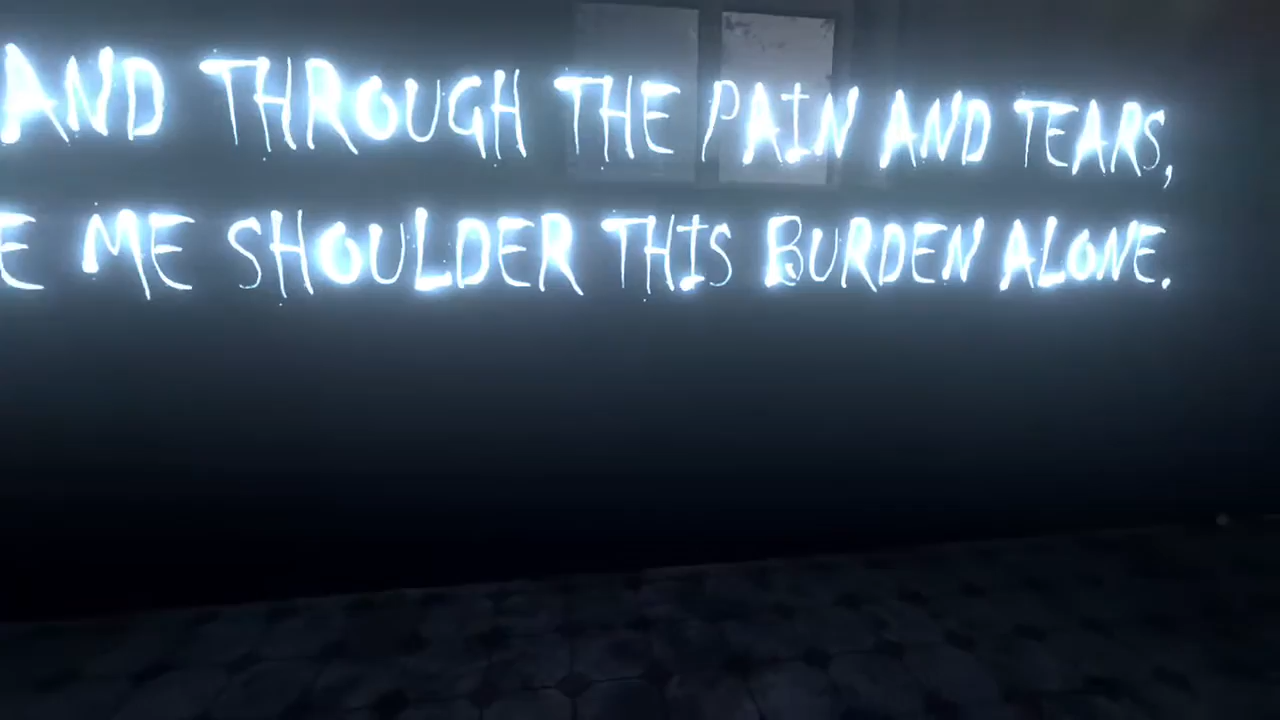 AND THROUGH THE PAIN AND TEARS,
E ME SHOULDER THIS BURDEN ALONE.